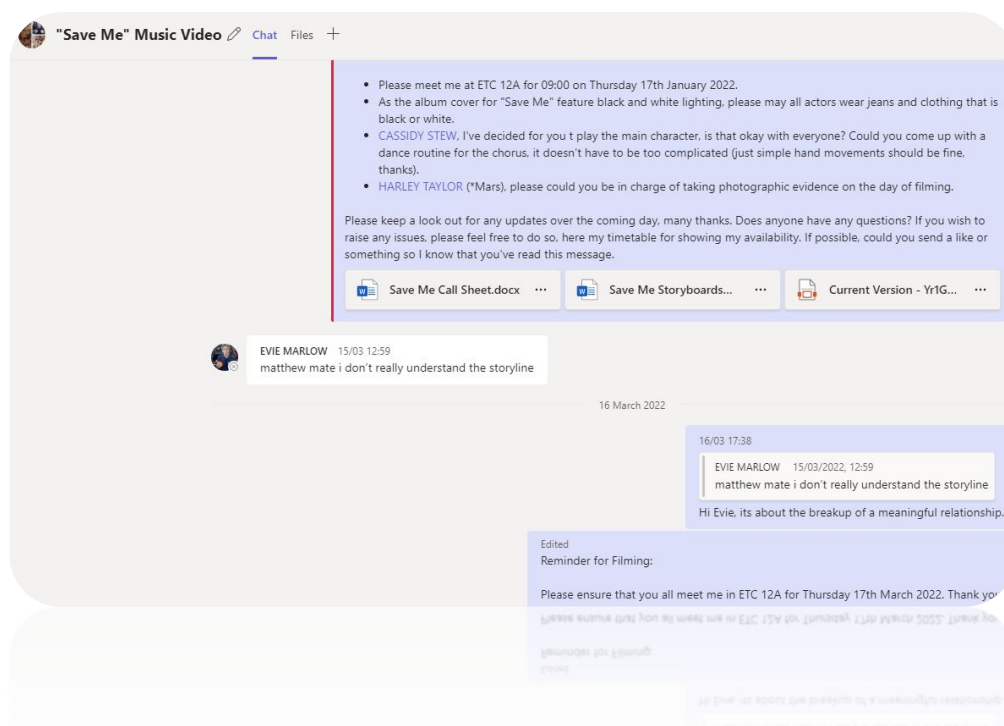 "Save Me" Music Video Chat Files
Please meet me at ETC 12A for 09:00 on Thursday 17th January 2022.
As the album cover for "Save Me" feature black and white lighting, please may all actors wear jeans and clothing that is
black or white.
CASSIDY STEW, I've decided for you t play the main character, is that okay with everyone? Could you come up with a
dance routine for the chorus, it doesn't have to be too complicated (just simple hand movements should be fine,
thanks).
HARLEY TAYLOR (*Mars), please could you be in charge of taking photographic evidence on the day of filming.
Please keep a look out for any updates over the coming day, many thanks. Does anyone have any questions? If you wish to
raise any issues, please feel free to do so, here my timetable for showing my availability. If possible, could you send a like or
something so I know that you've read this message.
Save Me Call Sheet.docx ... Save Me Storyboards... ... Current Version - Yr1G... ...
EVIE MARLOW 15/03 12:59
matthew mate i don't really understand the storyline
16 March 2022
16/03 17:38
EVIE MARLOW 15/03/2022, 12:59
matthew mate i don't really understand the storyline
Hi Evie, its about the breakup of a meaningful relationship.
Edited
Reminder for Filming:
Please ensure that you all meet me in ETC 12A for Thursday 17th March 2022. Thank you